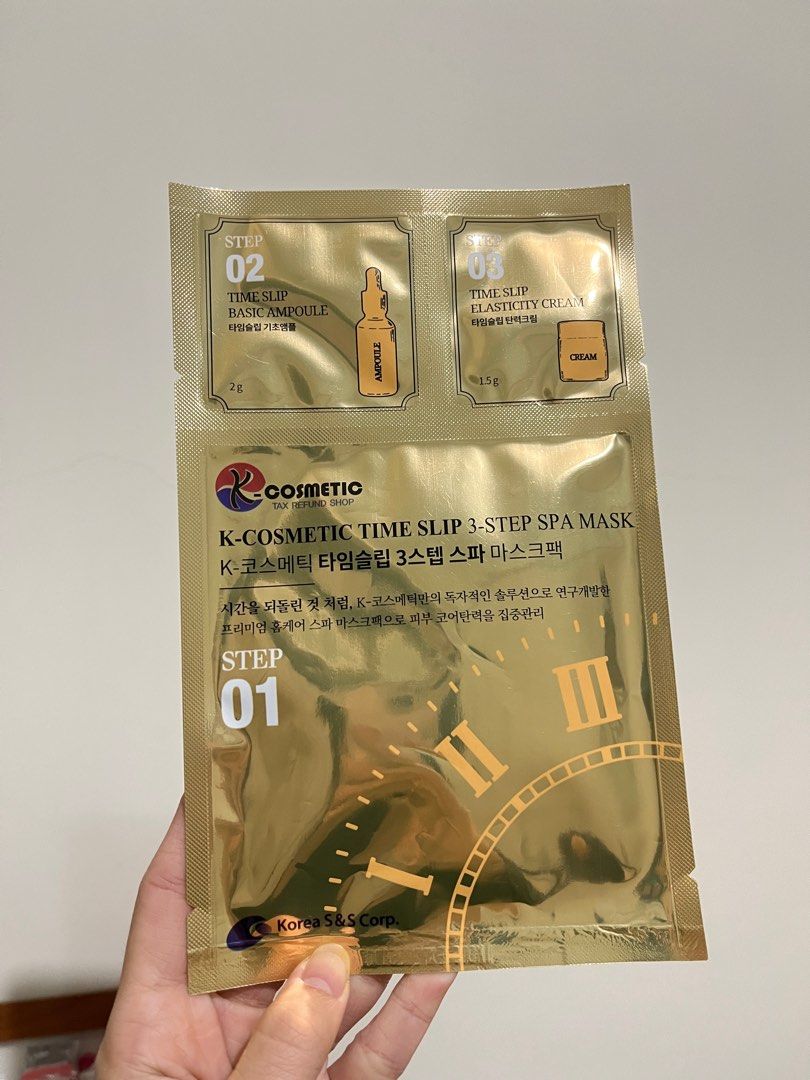 STEP
02
TIME SLIP
BASIC AMPOULE
타임슬립 기초앰플
AMPOULE
2g
STEP
03
TIME SLIP
ELASTICITY CREAM
타임슬립 탄력크림
CREAM
1.5g
K-COSMETIC
TAX REFUND SHOP
K-COSMETIC TIME SLIP 3-STEP SPA MASK
K-코스메틱 타임슬립 3스텝 스파 마스크팩
시간을 되돌린 것 처럼, K-코스메틱만의 독자적인 솔루션으로 연구개발한
프리미엄 홈케어 스파 마스크팩으로 피부 코어탄력을 집중관리
STEP
01
III
II
I
Korea S&S Corp.